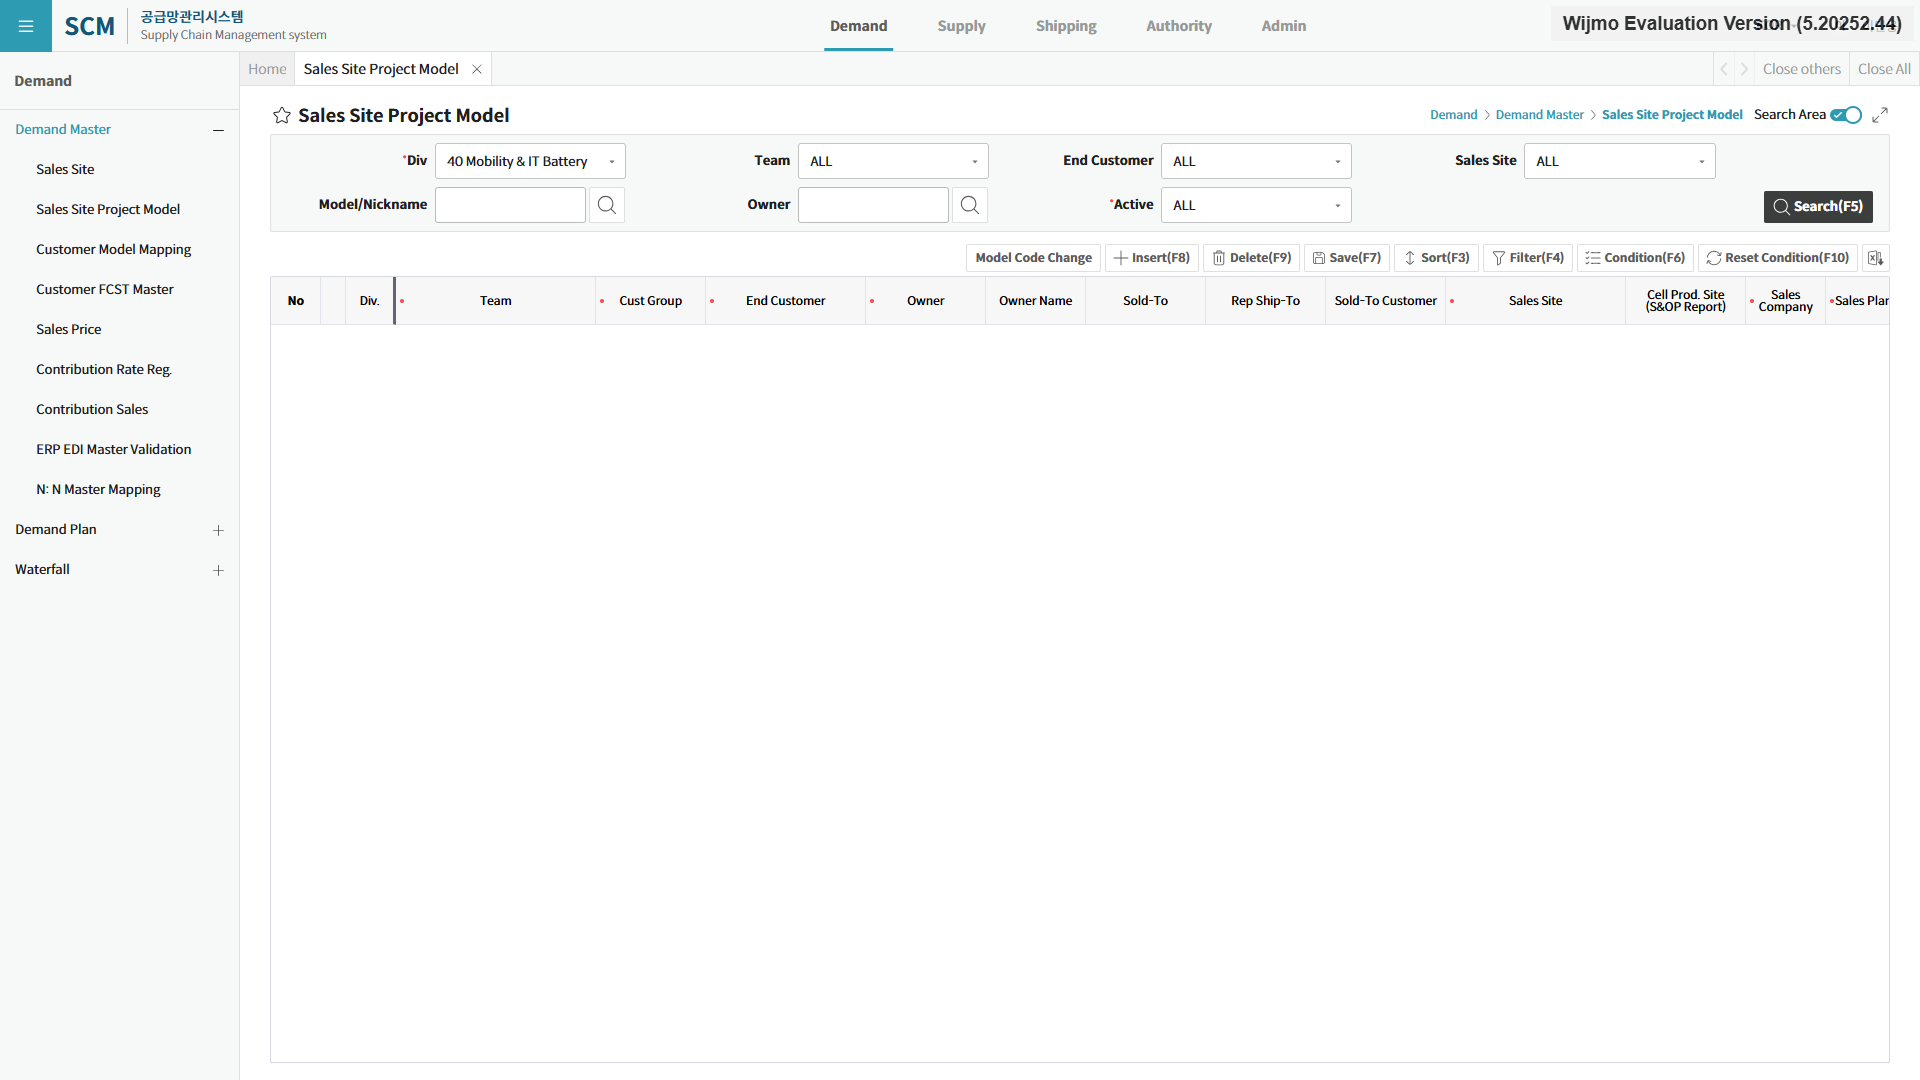 SCM
공급망관리시스템
Supply Chain Management system
Demand
Supply
Shipping
Authority
Admin
Wijmo Evaluation Version (5.20252.44)
Demand
Home
Sales Site Project Model
Close others
Close All
Demand Master
Sales Site
Sales Site Project Model
Customer Model Mapping
Customer FCST Master
Sales Price
Contribution Rate Reg.
Contribution Sales
ERP EDI Master Validation
N: N Master Mapping
Demand Plan
Waterfall
Sales Site Project Model
Demand > Demand Master > Sales Site Project Model
Search Area
*Div
40 Mobility & IT Battery
Team
ALL
End Customer
ALL
Sales Site
ALL
Model/Nickname
Owner
*Active
ALL
Search(F5)
Model Code Change
Insert(F8)
Delete(F9)
Save(F7)
Sort(F3)
Filter(F4)
Condition(F6)
Reset Condition(F10)
No
Div.
Team
Cust Group
End Customer
Owner
Owner Name
Sold-To
Rep Ship-To
Sold-To Customer
Sales Site
Cell Prod. Site
(S&OP Report)
Sales
Company
Sales Plan